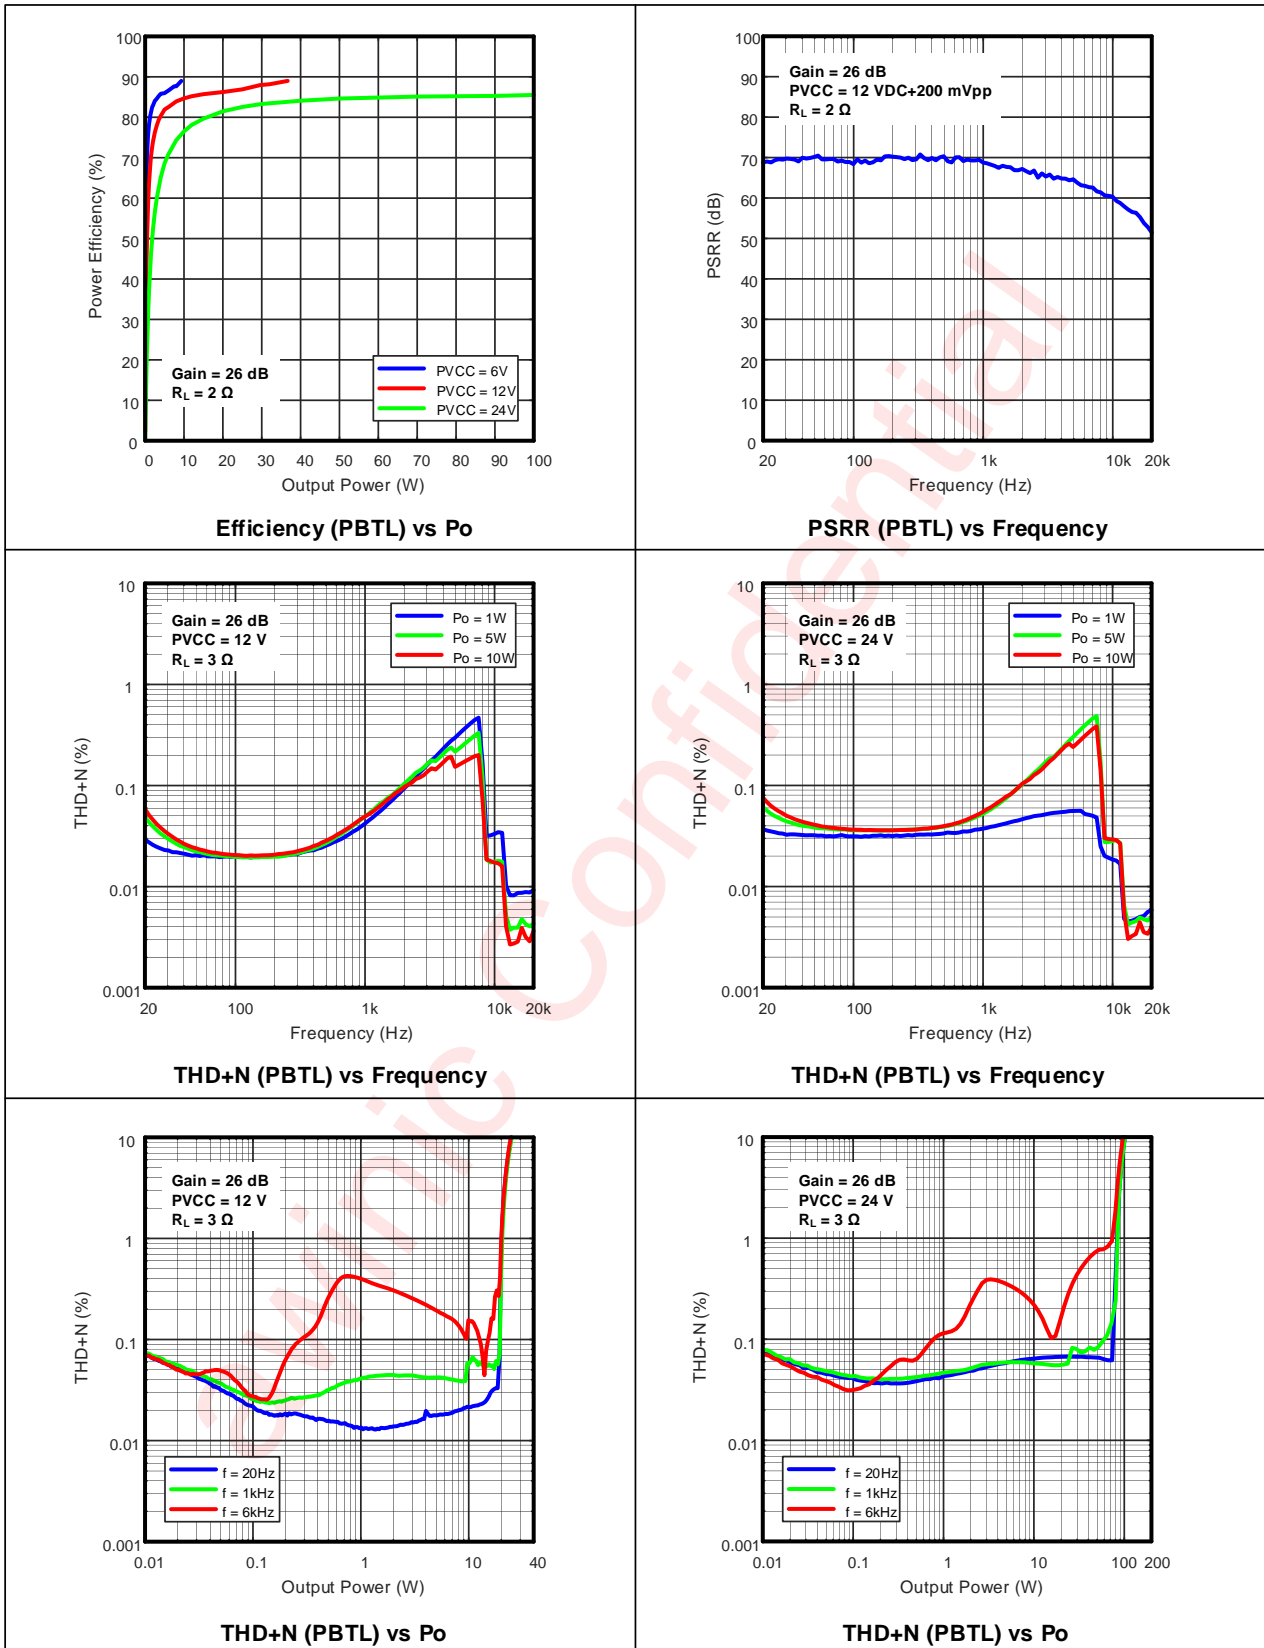 100
90
80
70
60
50
40
30
20
10
0
Power Efficiency (%)
Gain = 26 dB
RL = 2 Ω
PVCC = 6V
PVCC = 12V
PVCC = 24V
0 10 20 30 40 50 60 70 80 90 100
Output Power (W)
Efficiency (PBTL) vs Po
100
90
80
70
60
50
40
30
20
10
0
PSRR (dB)
Gain = 26 dB
PVCC = 12 VDC+200 mVpp
RL = 2 Ω
20 100 1k 10k 20k
Frequency (Hz)
PSRR (PBTL) vs Frequency
10
1
0.1
0.01
0.001
THD+N (%)
Gain = 26 dB
PVCC = 12 V
RL = 3 Ω
Po = 1W
Po = 5W
Po = 10W
20 100 1k 10k 20k
Frequency (Hz)
THD+N (PBTL) vs Frequency
10
1
0.1
0.01
0.001
THD+N (%)
Gain = 26 dB
PVCC = 24 V
RL = 3 Ω
Po = 1W
Po = 5W
Po = 10W
20 100 1k 10k 20k
Frequency (Hz)
THD+N (PBTL) vs Frequency
10
1
0.1
0.01
0.001
THD+N (%)
Gain = 26 dB
PVCC = 12 V
RL = 3 Ω
f = 20Hz
f = 1kHz
f = 6kHz
0.01 0.1 1 10 40
Output Power (W)
THD+N (PBTL) vs Po
10
1
0.1
0.01
0.001
THD+N (%)
Gain = 26 dB
PVCC = 24 V
RL = 3 Ω
f = 20Hz
f = 1kHz
f = 6kHz
0.01 0.1 1 10 100 200
Output Power (W)
THD+N (PBTL) vs Po
awinic Confidential